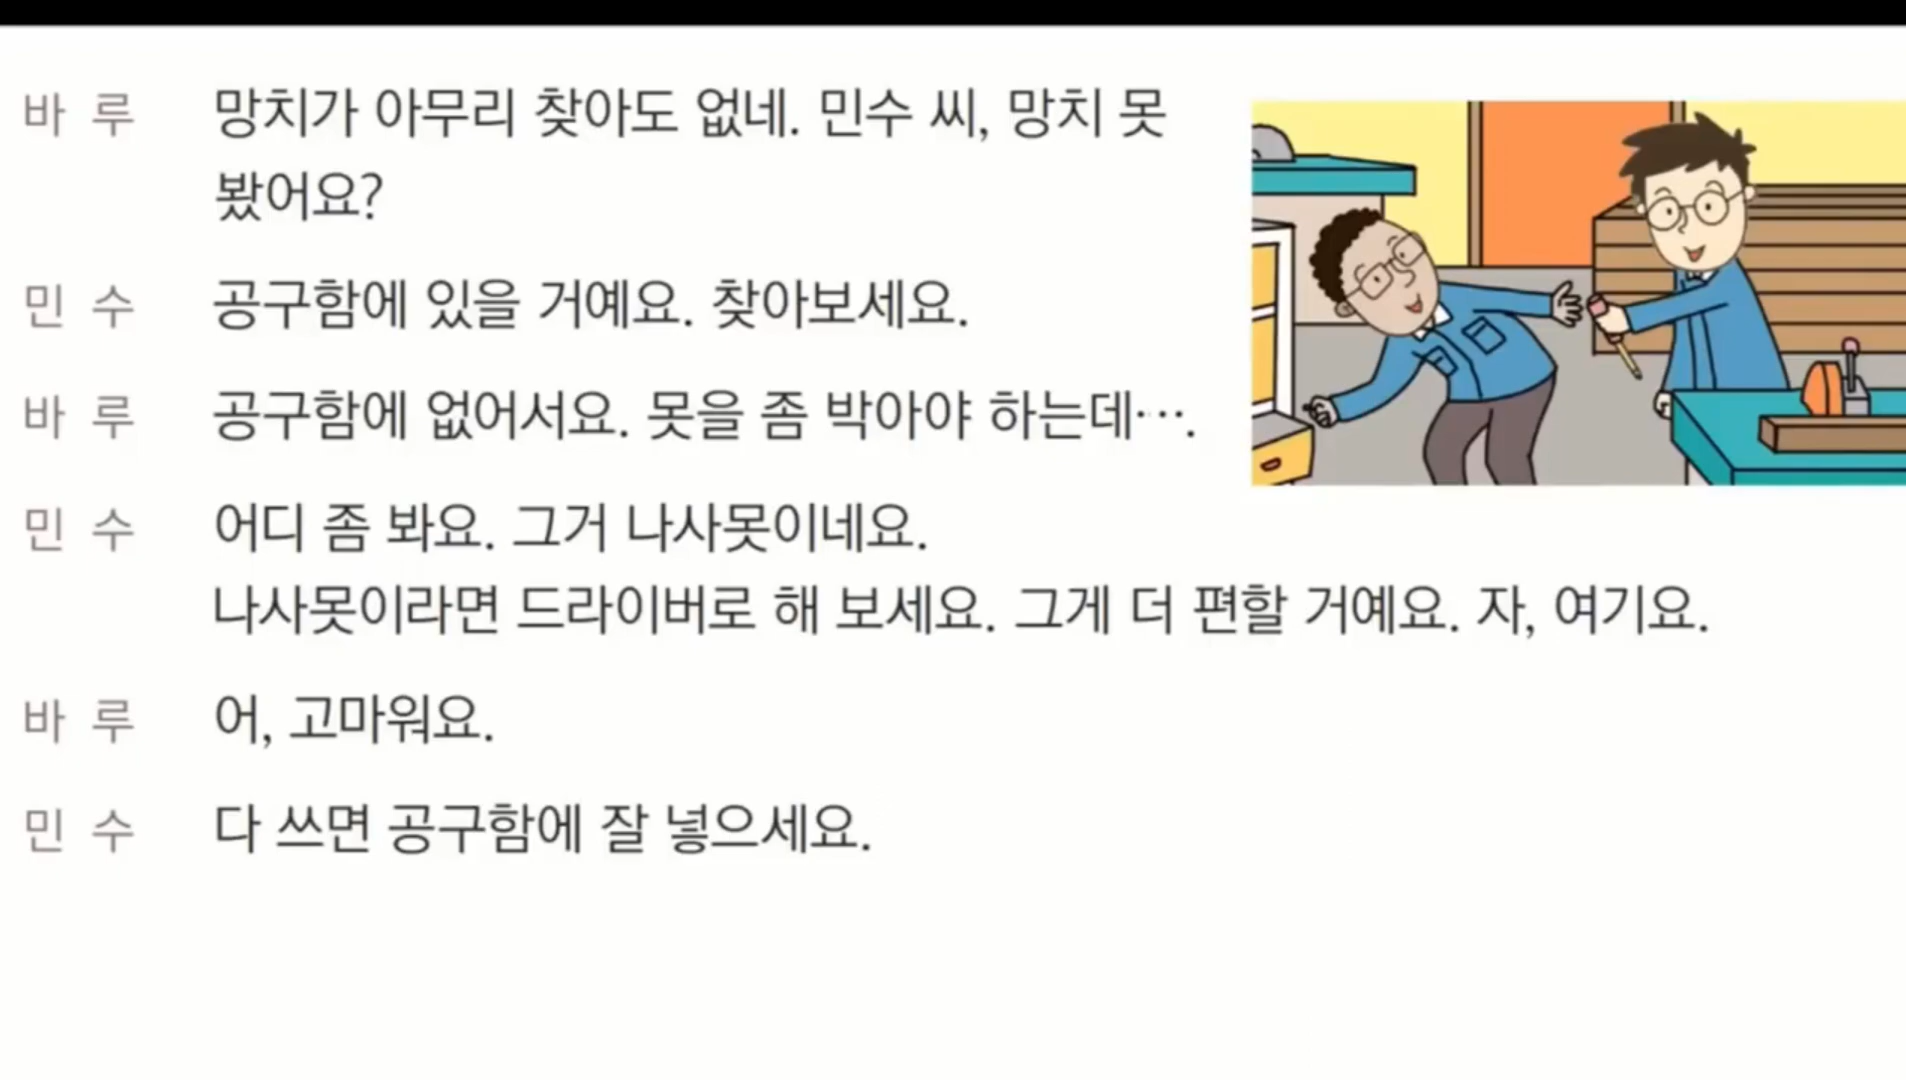 바 루 망치가 아무리 찾아도 없네. 민수 씨, 망치 못
봤어요?
민 수 공구함에 있을 거예요. 찾아보세요.
바 루 공구함에 없어서요. 못을 좀 박아야 하는데….
민 수 어디 좀 봐요. 그거 나사못이네요.
나사못이라면 드라이버로 해 보세요. 그게 더 편할 거예요. 자, 여기요.
바 루 어, 고마워요.
민 수 다 쓰면 공구함에 잘 넣으세요.